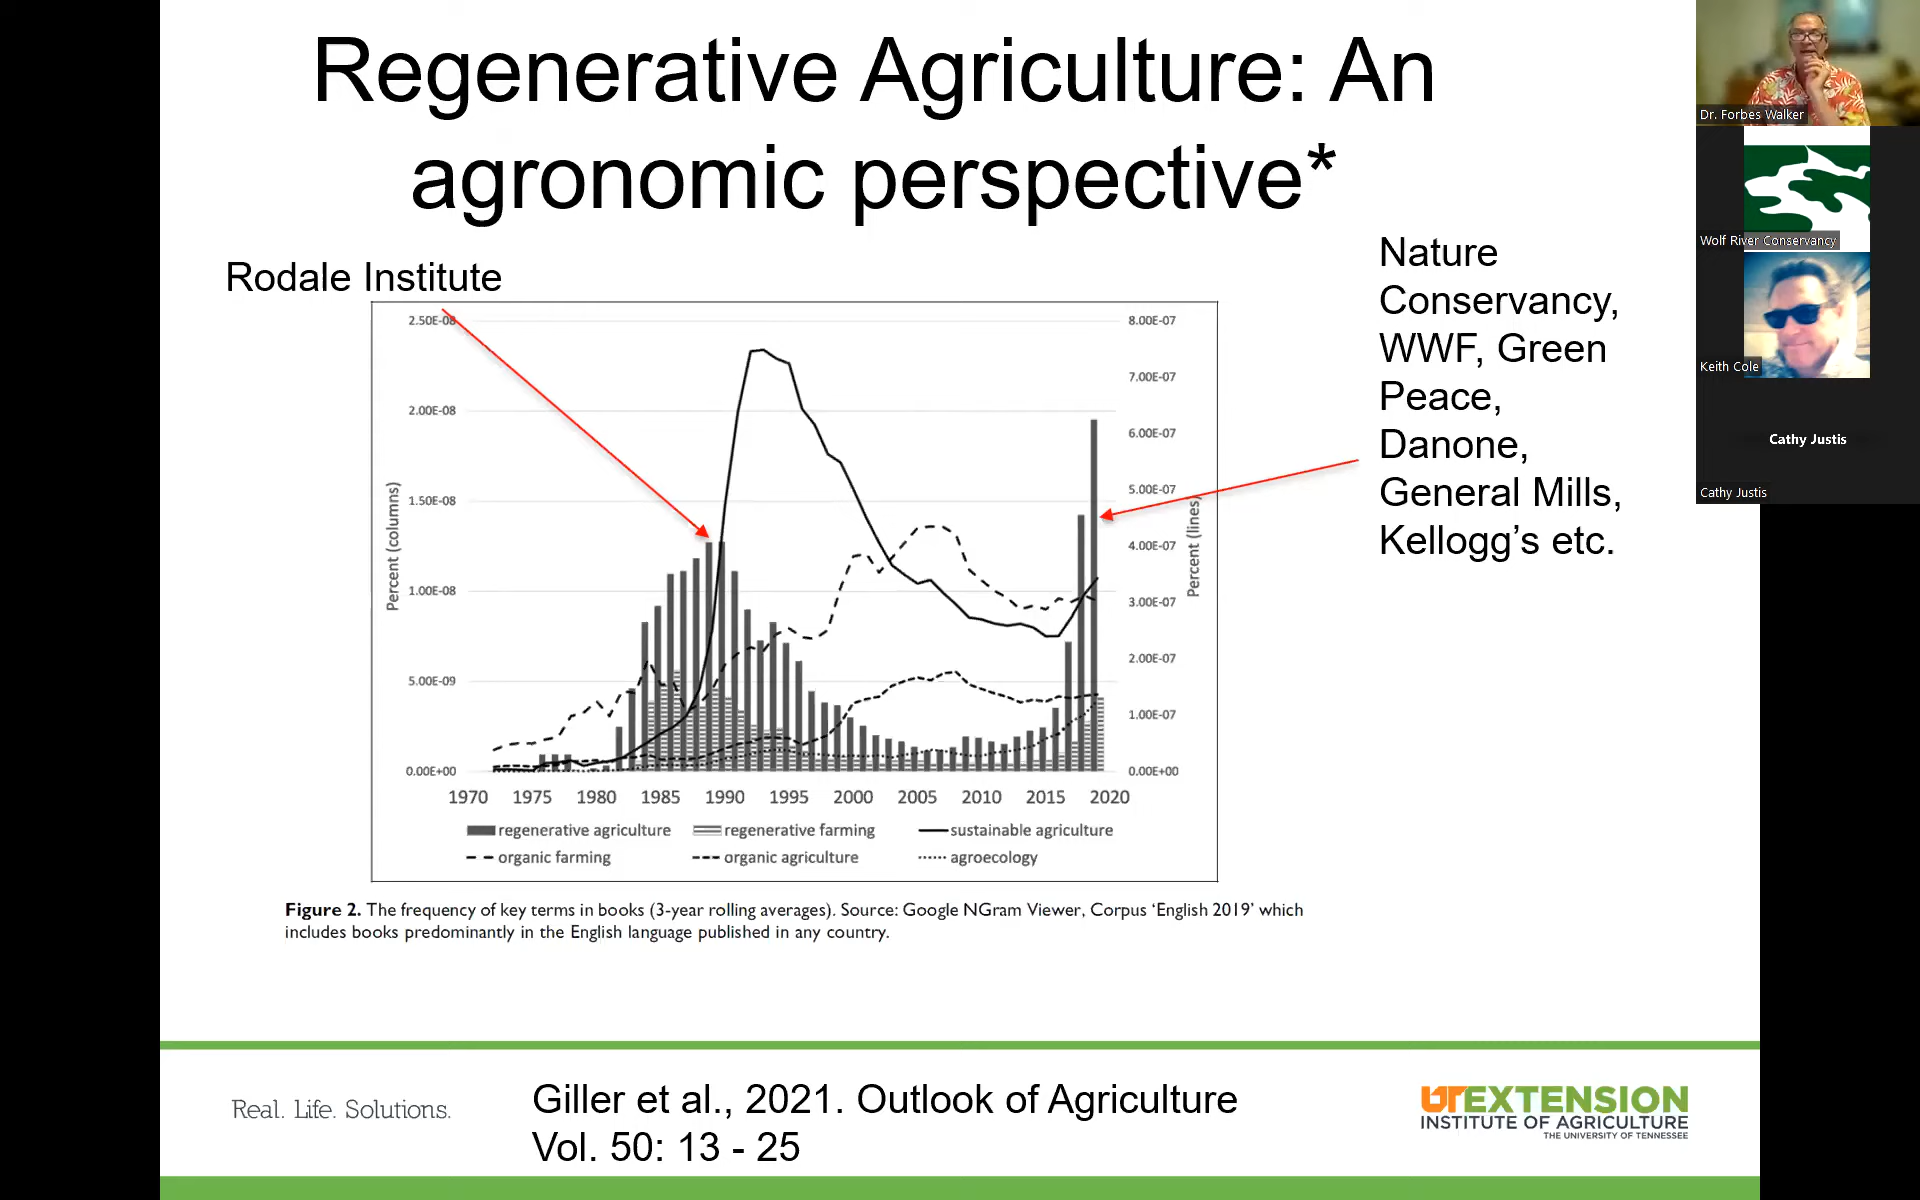 Regenerative Agriculture: An
agronomic perspective*
Rodale Institute
Nature
Conservancy,
WWF, Green
Peace,
Danone,
General Mills,
Kellogg's etc.
2.50E-08
2.00E-08
1.50E-08
1.00E-08
5.00E-09
0.00E+00
Percent (columns)
8.00E-07
7.00E-07
6.00E-07
5.00E-07
4.00E-07
3.00E-07
2.00E-07
1.00E-07
0.00E+00
Percent (lines)
1970 1975 1980 1985 1990 1995 2000 2005 2010 2015 2020
regenerative agriculture regenerative farming sustainable agriculture
organic farming organic agriculture agroecology
Figure 2. The frequency of key terms in books (3-year rolling averages). Source: Google NGram Viewer, Corpus 'English 2019' which
includes books predominantly in the English language published in any country.
Real. Life. Solutions.
Giller et al., 2021. Outlook of Agriculture
Vol. 50: 13 - 25
UT EXTENSION
INSTITUTE OF AGRICULTURE
THE UNIVERSITY OF TENNESSEE
Dr. Forbes Walker
Wolf River Conservancy
Keith Cole
Cathy Justis
Cathy Justis